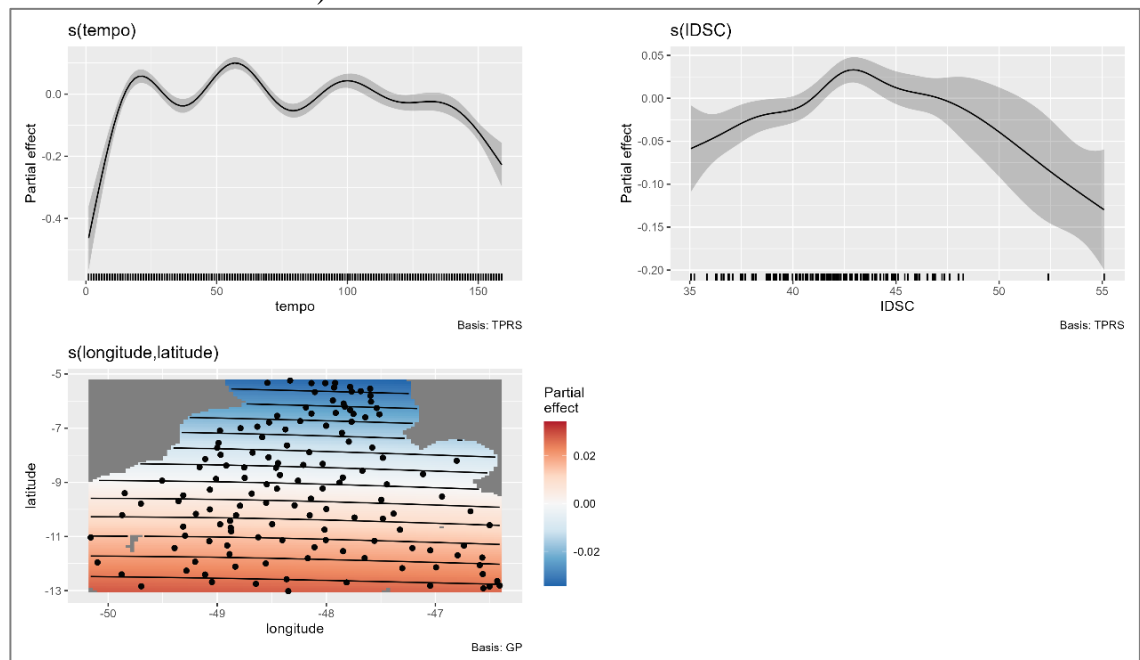 )
s(tempo)
0.0
-0.2
-0.4
Partial effect
0
50
100
150
tempo
Basis: TPRS
s(IDSC)
0.05
0.00
-0.05
-0.10
-0.15
-0.20
Partial effect
35
40
45
50
55
IDSC
Basis: TPRS
s(longitude,latitude)
-5
-7
-9
-11
-13
latitude
-50
-49
-48
-47
longitude
Basis: GP
Partial
effect
0.02
0.00
-0.02